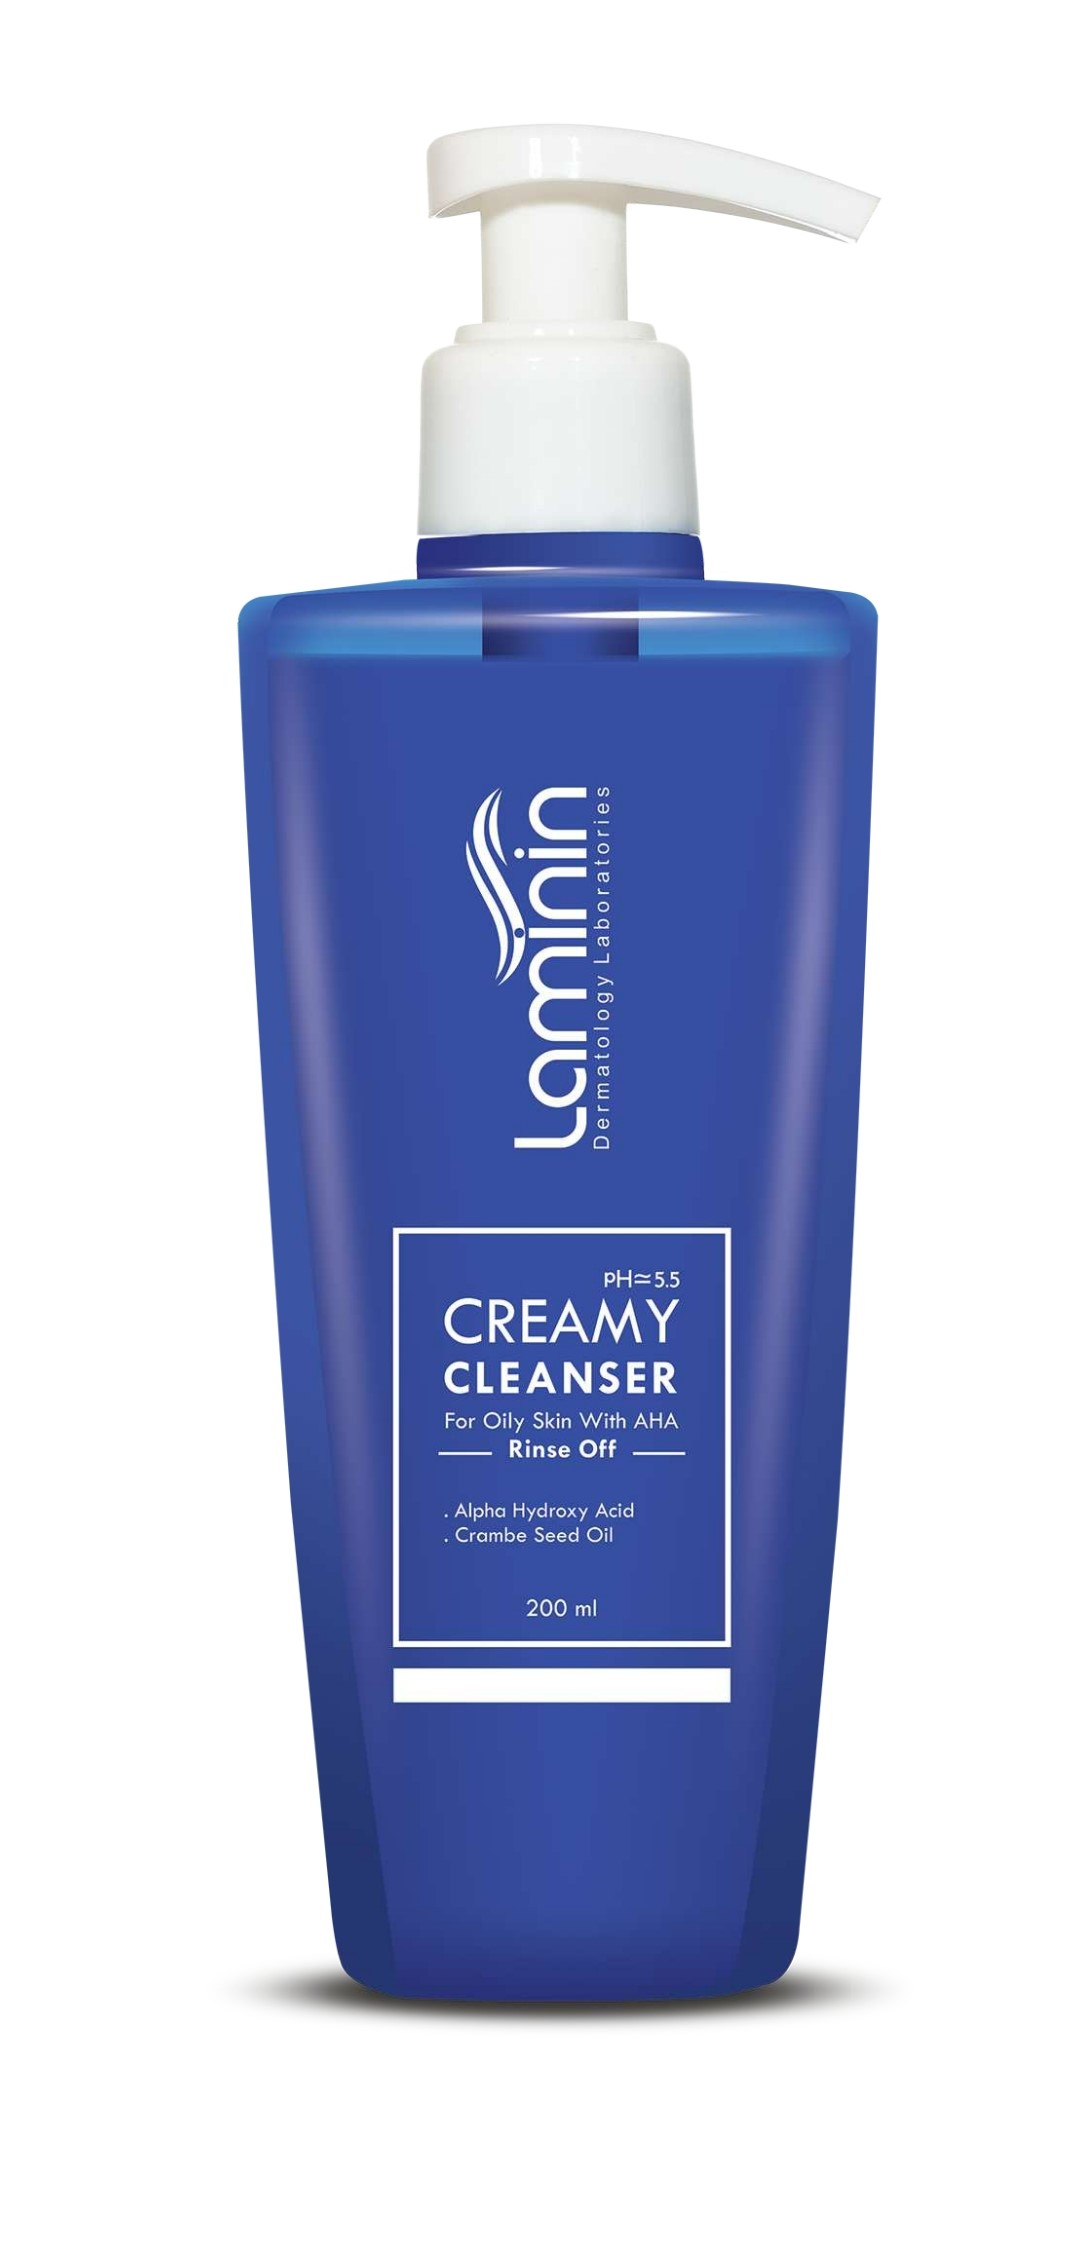 Laminin
Dermatology Laboratories
pH≃5.5
CREAMY
CLEANSER
For Oily Skin With AHA
Rinse Off
. Alpha Hydroxy Acid
. Crambe Seed Oil
200 ml